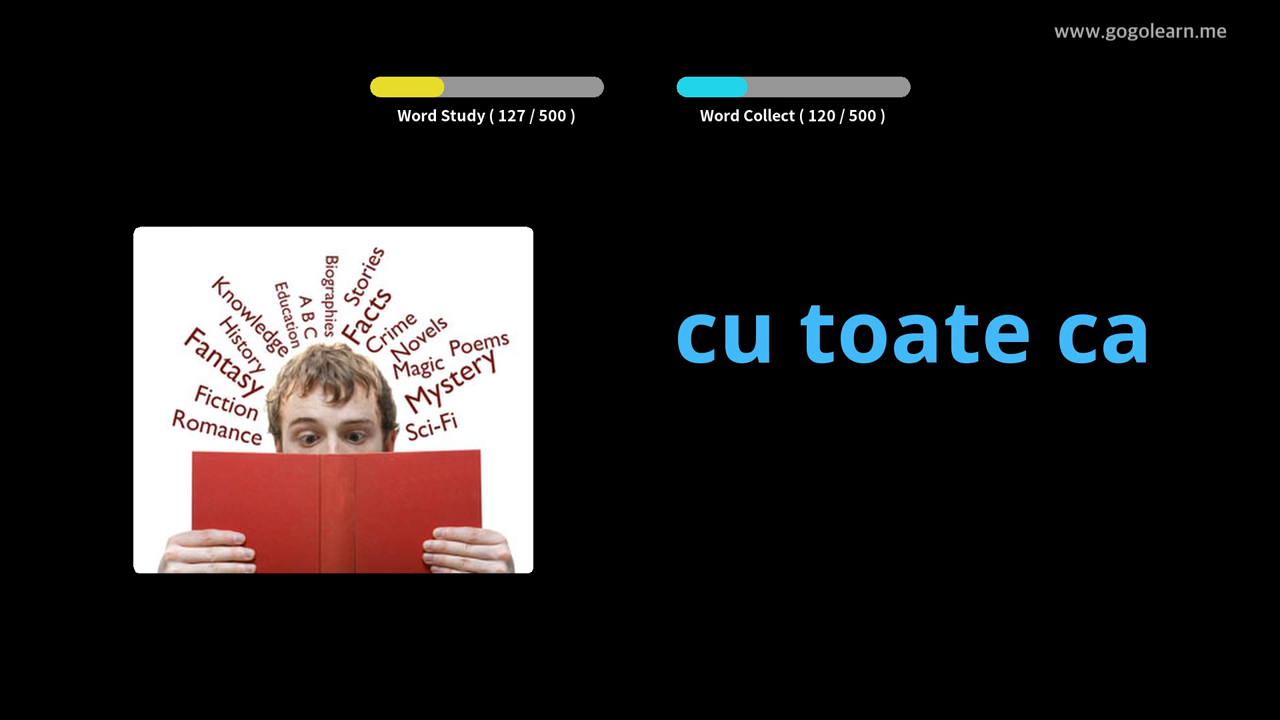 www.gogolearn.me
Word Study ( 127 / 500 )
Word Collect ( 120 / 500 )
Biographies
Stories
Education
A B C
Facts
Knowledge
Crime
History
Novels
Fantasy
Magic
Poems
Mystery
Fiction
Romance
Sci-Fi
cu toate ca